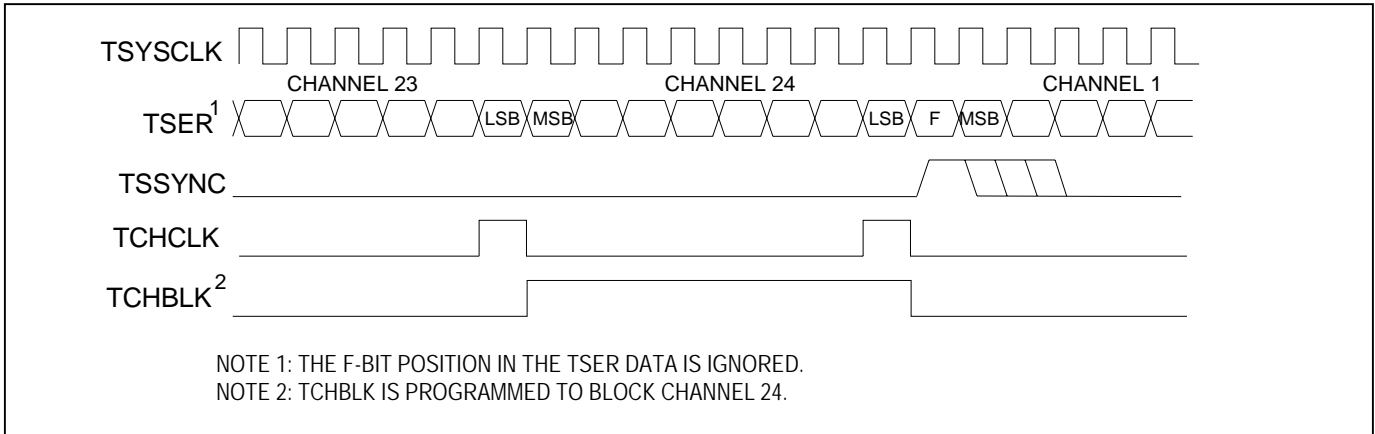 TSYSCLK
CHANNEL 23 CHANNEL 24 CHANNEL 1
TSER1 LSB MSB LSB F MSB
TSSYNC
TCHCLK
TCHBLK2
NOTE 1: THE F-BIT POSITION IN THE TSER DATA IS IGNORED.
NOTE 2: TCHBLK IS PROGRAMMED TO BLOCK CHANNEL 24.